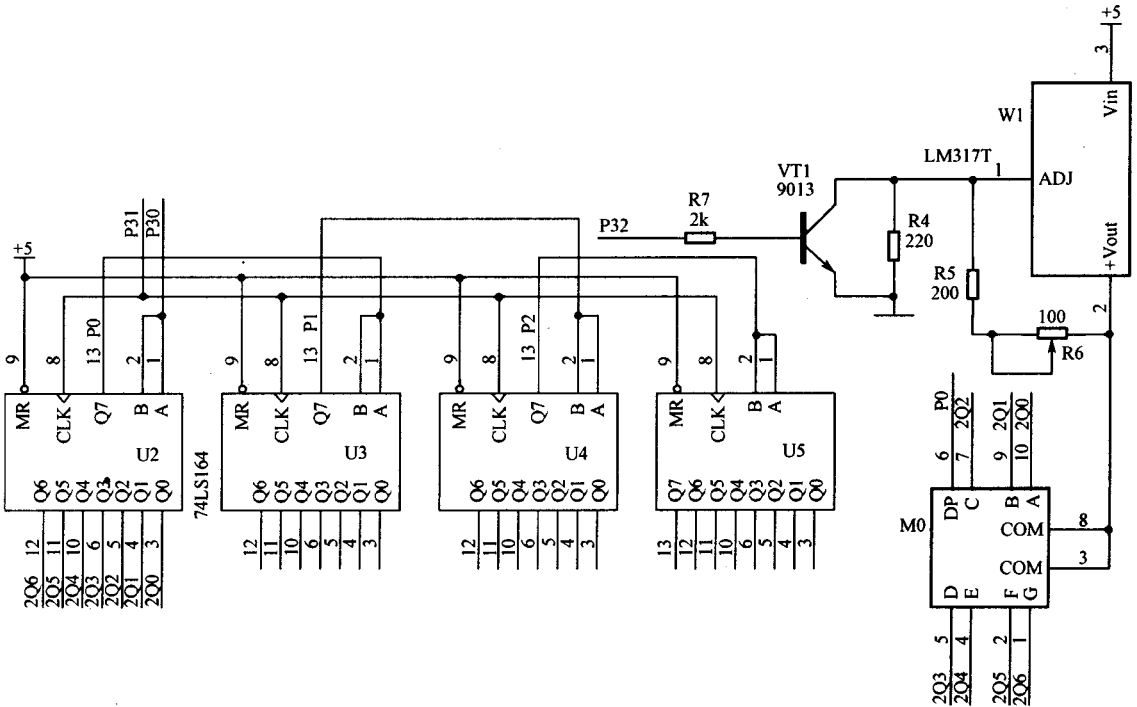 +5
3
Vin
W1
LM317T
1
ADJ
+Vout
2
VT1
9013
R7
2k
P32
R4
220
R5
200
100
R6
P31
P30
+5
9
8
13 P0
2
1
9
8
13 P1
2
1
9
8
13 P2
2
1
9
8
2
1
MR
CLK
Q7
B
A
U2
Q6
Q5
Q4
Q3
Q2
Q1
Q0
74LS164
MR
CLK
Q7
B
A
U3
Q6
Q5
Q4
Q3
Q2
Q1
Q0
MR
CLK
Q7
B
A
U4
Q6
Q5
Q4
Q3
Q2
Q1
Q0
MR
CLK
B
A
U5
Q7
Q6
Q5
Q4
Q3
Q2
Q1
Q0
12
11
10
6
5
4
3
2Q6
2Q5
2Q4
2Q3
2Q2
2Q1
2Q0
12
11
10
6
5
4
3
12
11
10
6
5
4
3
13
12
11
10
6
5
4
3
P0
2Q2
2Q1
2Q0
6
7
9
10
M0
DP
C
B
A
COM
8
COM
3
D
E
F
G
5
4
2
1
2Q3
2Q4
2Q5
2Q6